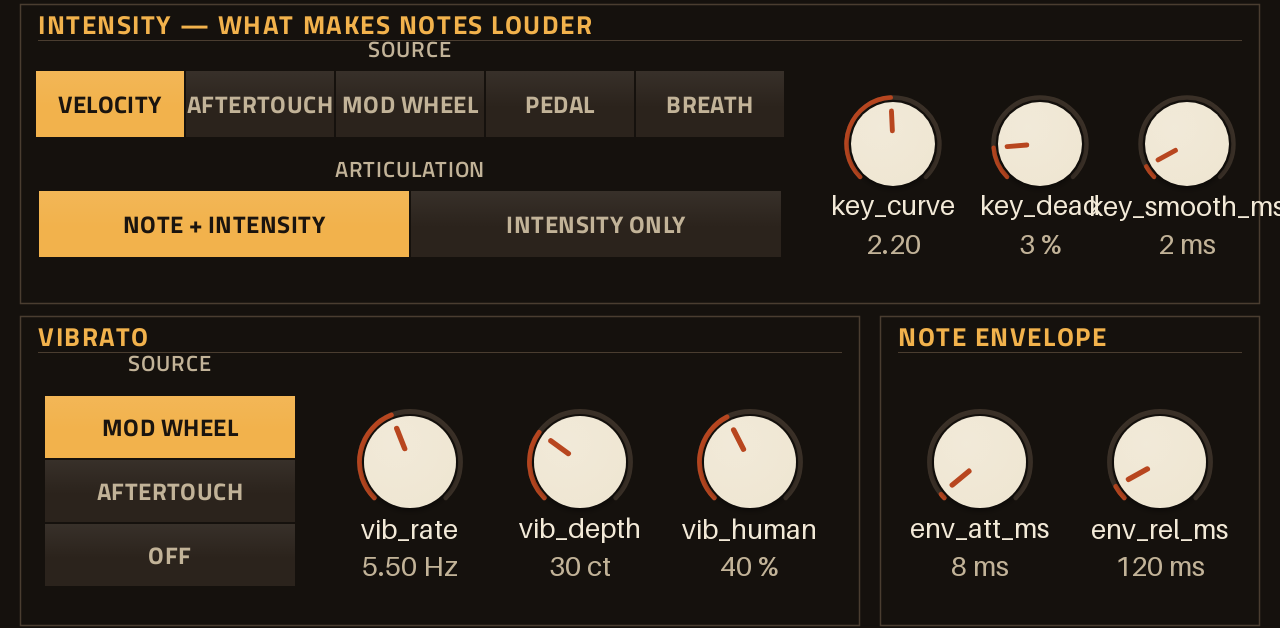 INTENSITY — WHAT MAKES NOTES LOUDER
SOURCE
VELOCITY AFTERTOUCH MOD WHEEL PEDAL BREATH
ARTICULATION
NOTE + INTENSITY INTENSITY ONLY
key_curve key_dead key_smooth_ms
2.20 3 % 2 ms
VIBRATO
SOURCE
MOD WHEEL
AFTERTOUCH
OFF
vib_rate vib_depth vib_human
5.50 Hz 30 ct 40 %
NOTE ENVELOPE
env_att_ms env_rel_ms
8 ms 120 ms